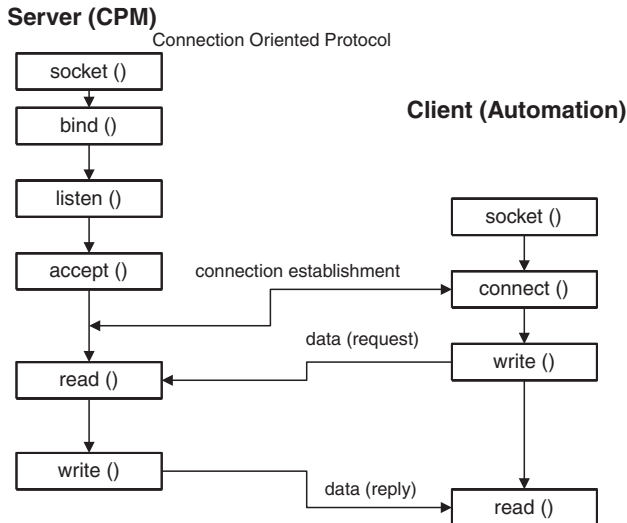 Server (CPM)
Connection Oriented Protocol
socket ()
bind ()
Client (Automation)
listen ()
socket ()
accept ()
connection establishment
connect ()
data (request)
write ()
read ()
write ()
data (reply)
read ()